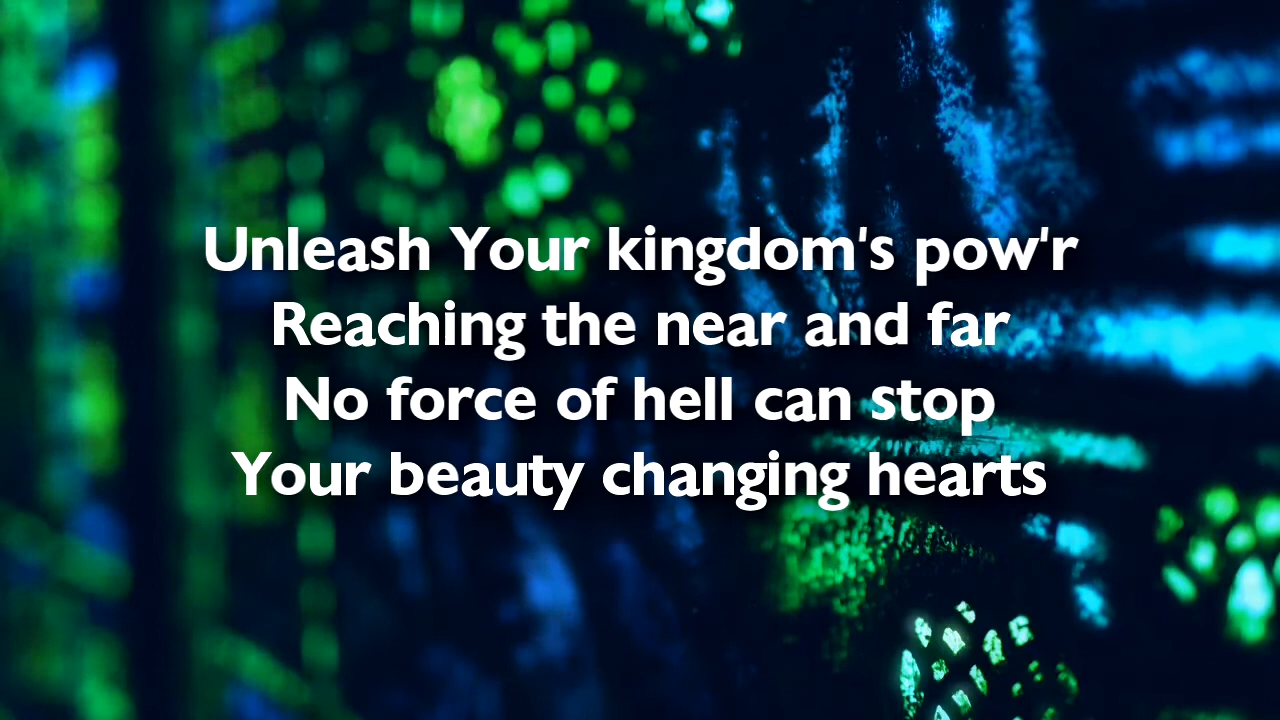 Unleash Your kingdom's pow'r
Reaching the near and far
No force of hell can stop
Your beauty changing hearts